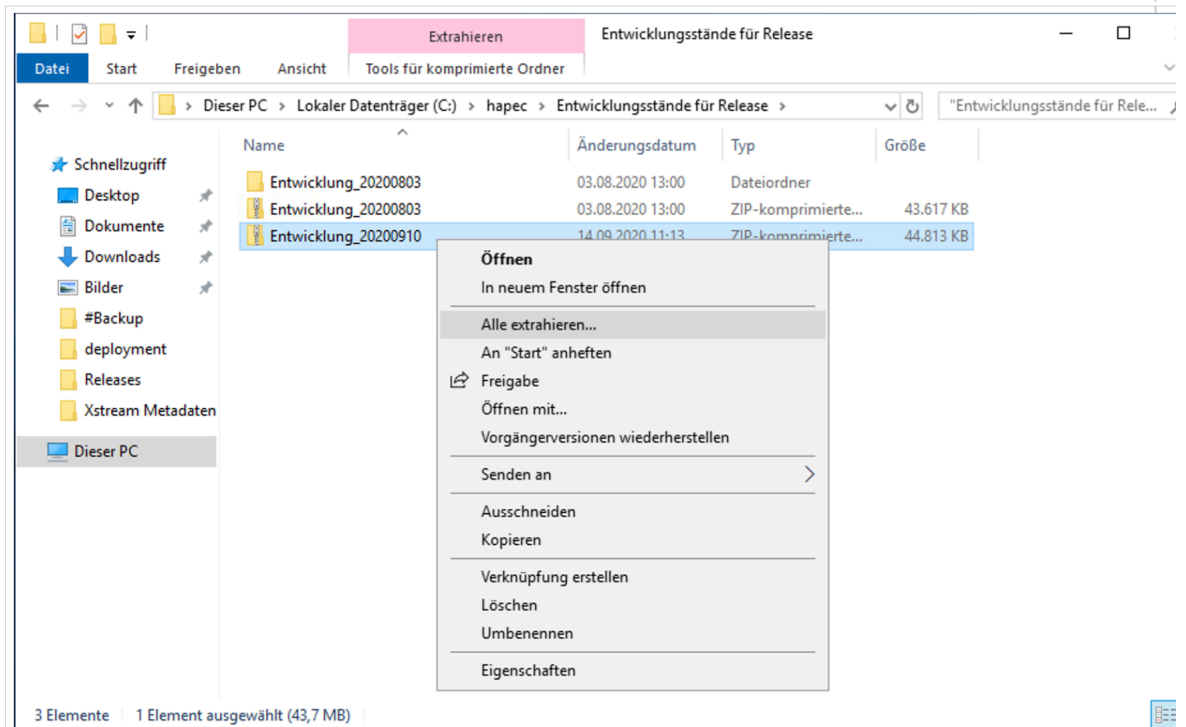 Extrahieren
Entwicklungsstände für Release
Datei
Start
Freigeben
Ansicht
Tools für komprimierte Ordner
Dieser PC > Lokaler Datenträger (C:) > hapec > Entwicklungsstände für Release >
"Entwicklungsstände für Rele...
Name
Änderungsdatum
Typ
Größe
Schnellzugriff
Desktop
Dokumente
Downloads
Bilder
#Backup
deployment
Releases
Xstream Metadaten
Dieser PC
Entwicklung_20200803 03.08.2020 13:00 Dateiordner
Entwicklung_20200803 03.08.2020 13:00 ZIP-komprimierte... 43.617 KB
Entwicklung_20200910 14.09.2020 11:13 ZIP-komprimierte... 44.813 KB
Öffnen
In neuem Fenster öffnen
Alle extrahieren...
An "Start" anheften
Freigabe
Öffnen mit...
Vorgängerversionen wiederherstellen
Senden an
Ausschneiden
Kopieren
Verknüpfung erstellen
Löschen
Umbenennen
Eigenschaften
3 Elemente
1 Element ausgewählt (43,7 MB)